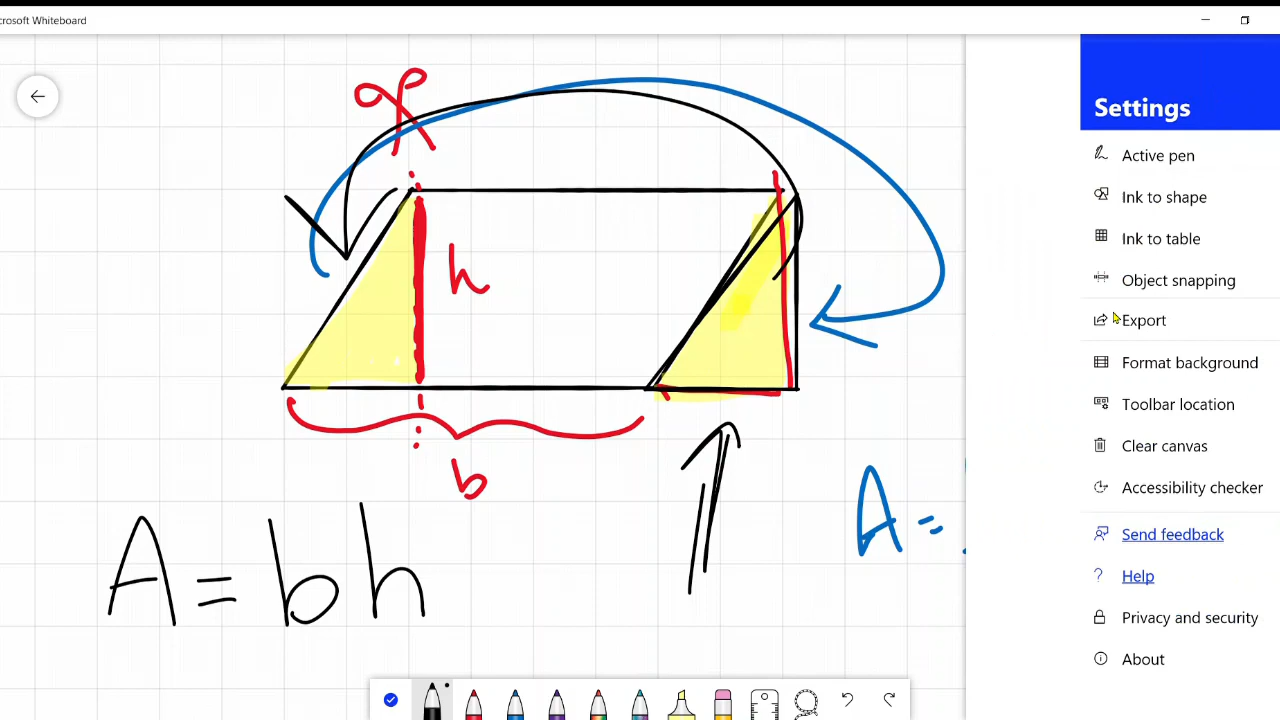 crosoft Whiteboard
Settings
Active pen
Ink to shape
Ink to table
Object snapping
Export
Format background
Toolbar location
Clear canvas
Accessibility checker
Send feedback
Help
Privacy and security
About
h
b
A = bh
A =